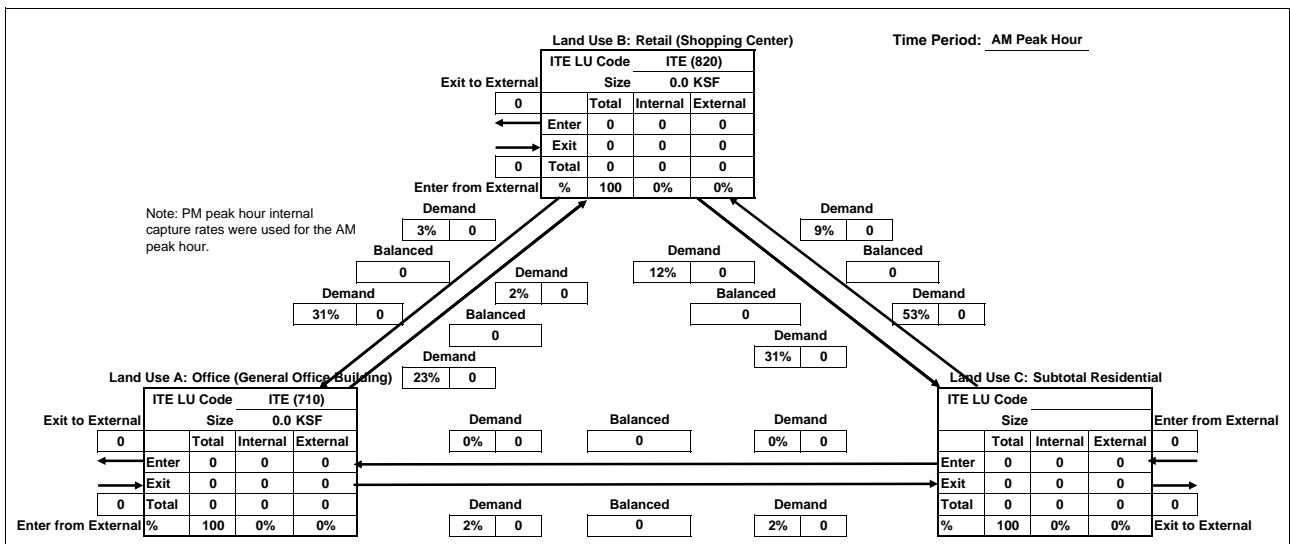 Land Use B: Retail (Shopping Center)
Time Period: AM Peak Hour
ITE LU Code ITE (820)
Exit to External Size 0.0 KSF
0 Total Internal External
Enter 0 0 0
Exit 0 0 0
0 Total 0 0 0
Enter from External % 100 0% 0%
Note: PM peak hour internal
capture rates were used for the AM
peak hour.
Demand
3% 0
Balanced
0
Demand
31% 0
Demand
2% 0
Balanced
0
Demand
23% 0
Demand
12% 0
Balanced
0
Demand
31% 0
Demand
9% 0
Balanced
0
Demand
53% 0
Land Use A: Office (General Office Building)
ITE LU Code ITE (710)
Exit to External Size 0.0 KSF
0 Total Internal External
Enter 0 0 0
Exit 0 0 0
0 Total 0 0 0
Enter from External % 100 0% 0%
Demand Balanced Demand
0% 0 0 0% 0
Demand Balanced Demand
2% 0 0 2% 0
Land Use C: Subtotal Residential
ITE LU Code
Size Enter from External
Total Internal External 0
Enter 0 0 0
Exit 0 0 0
Total 0 0 0 0
% 100 0% 0% Exit to External